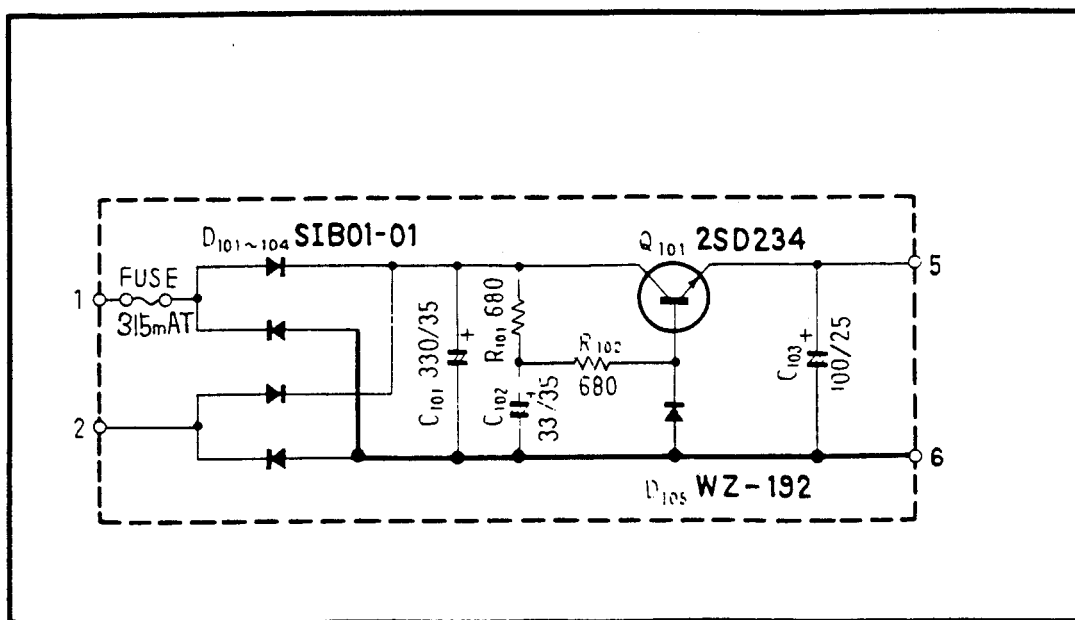 D101~104 SIB01-01
Q101 2SD234
FUSE
315mAT
1
2
5
6
C101 330/35
+
R101 680
C102 33/35
+
R102
680
C103 100/25
+
D105 WZ-192